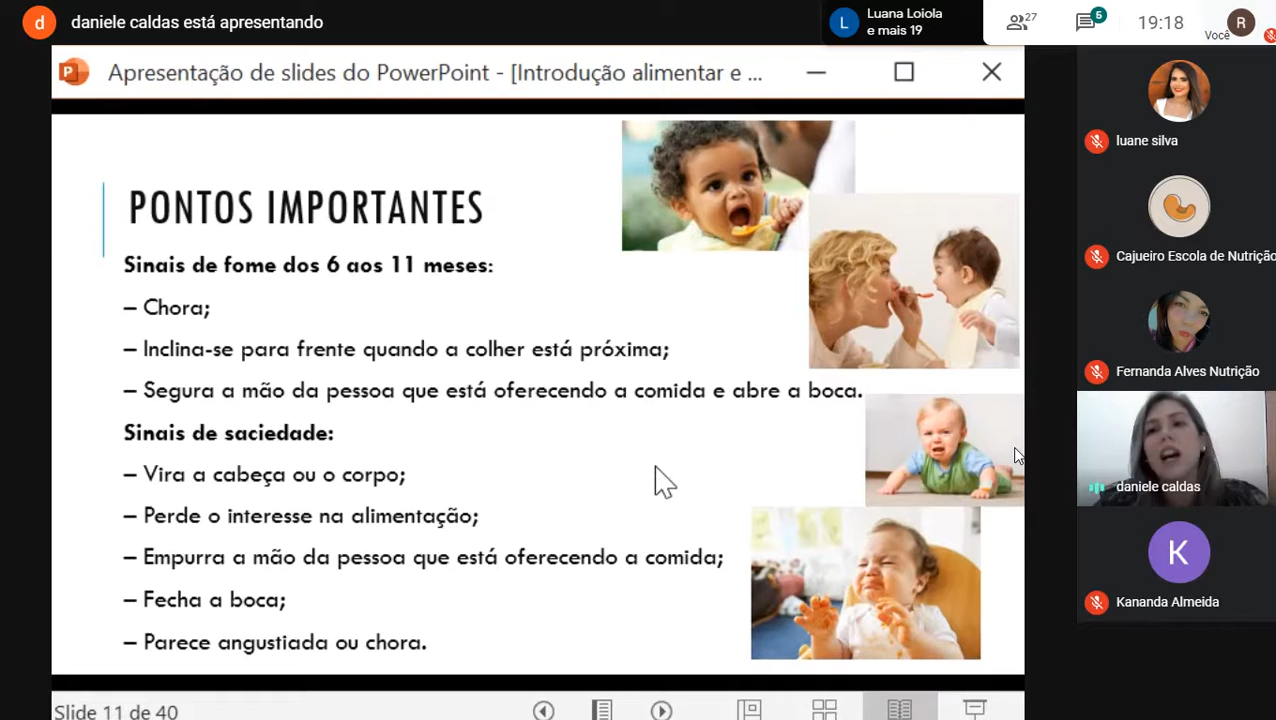 d daniele caldas está apresentando
L Luana Loiola
e mais 19
27
5
19:18
Você
R
P Apresentação de slides do PowerPoint - [Introdução alimentar e ...
PONTOS IMPORTANTES
Sinais de fome dos 6 aos 11 meses:
– Chora;
– Inclina-se para frente quando a colher está próxima;
– Segura a mão da pessoa que está oferecendo a comida e abre a boca.
Sinais de saciedade:
– Vira a cabeça ou o corpo;
– Perde o interesse na alimentação;
– Empurra a mão da pessoa que está oferecendo a comida;
– Fecha a boca;
– Parece angustiada ou chora.
Slide 11 de 40
luane silva
Cajueiro Escola de Nutrição
Fernanda Alves Nutrição
daniele caldas
K
Kananda Almeida